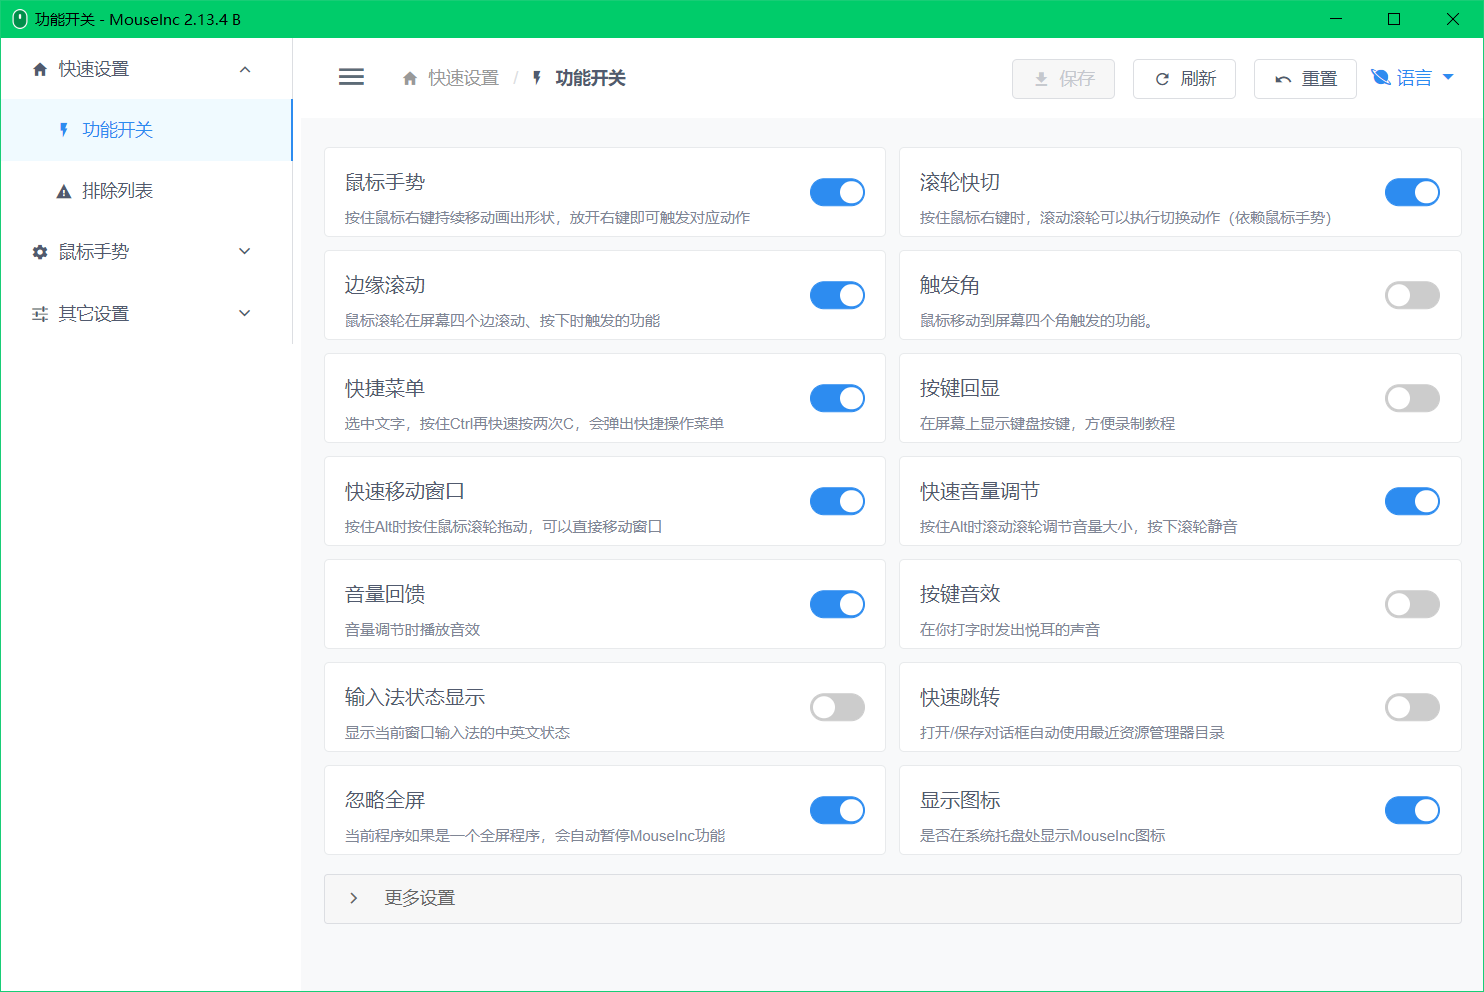 功能开关 - MouseInc 2.13.4 B
快速设置
功能开关
排除列表
鼠标手势
其它设置
快速设置 / 功能开关
保存
刷新
重置
语言
鼠标手势
按住鼠标右键持续移动画出形状，放开右键即可触发对应动作
滚轮快切
按住鼠标右键时，滚动滚轮可以执行切换动作（依赖鼠标手势）
边缘滚动
鼠标滚轮在屏幕四个边滚动、按下时触发的功能
触发角
鼠标移动到屏幕四个角触发的功能。
快捷菜单
选中文字，按住Ctrl再快速按两次C，会弹出快捷操作菜单
按键回显
在屏幕上显示键盘按键，方便录制教程
快速移动窗口
按住Alt时按住鼠标滚轮拖动，可以直接移动窗口
快速音量调节
按住Alt时滚动滚轮调节音量大小，按下滚轮静音
音量回馈
音量调节时播放音效
按键音效
在你打字时发出悦耳的声音
输入法状态显示
显示当前窗口输入法的中英文状态
快速跳转
打开/保存对话框自动使用最近资源管理器目录
忽略全屏
当前程序如果是一个全屏程序，会自动暂停MouseInc功能
显示图标
是否在系统托盘处显示MouseInc图标
更多设置